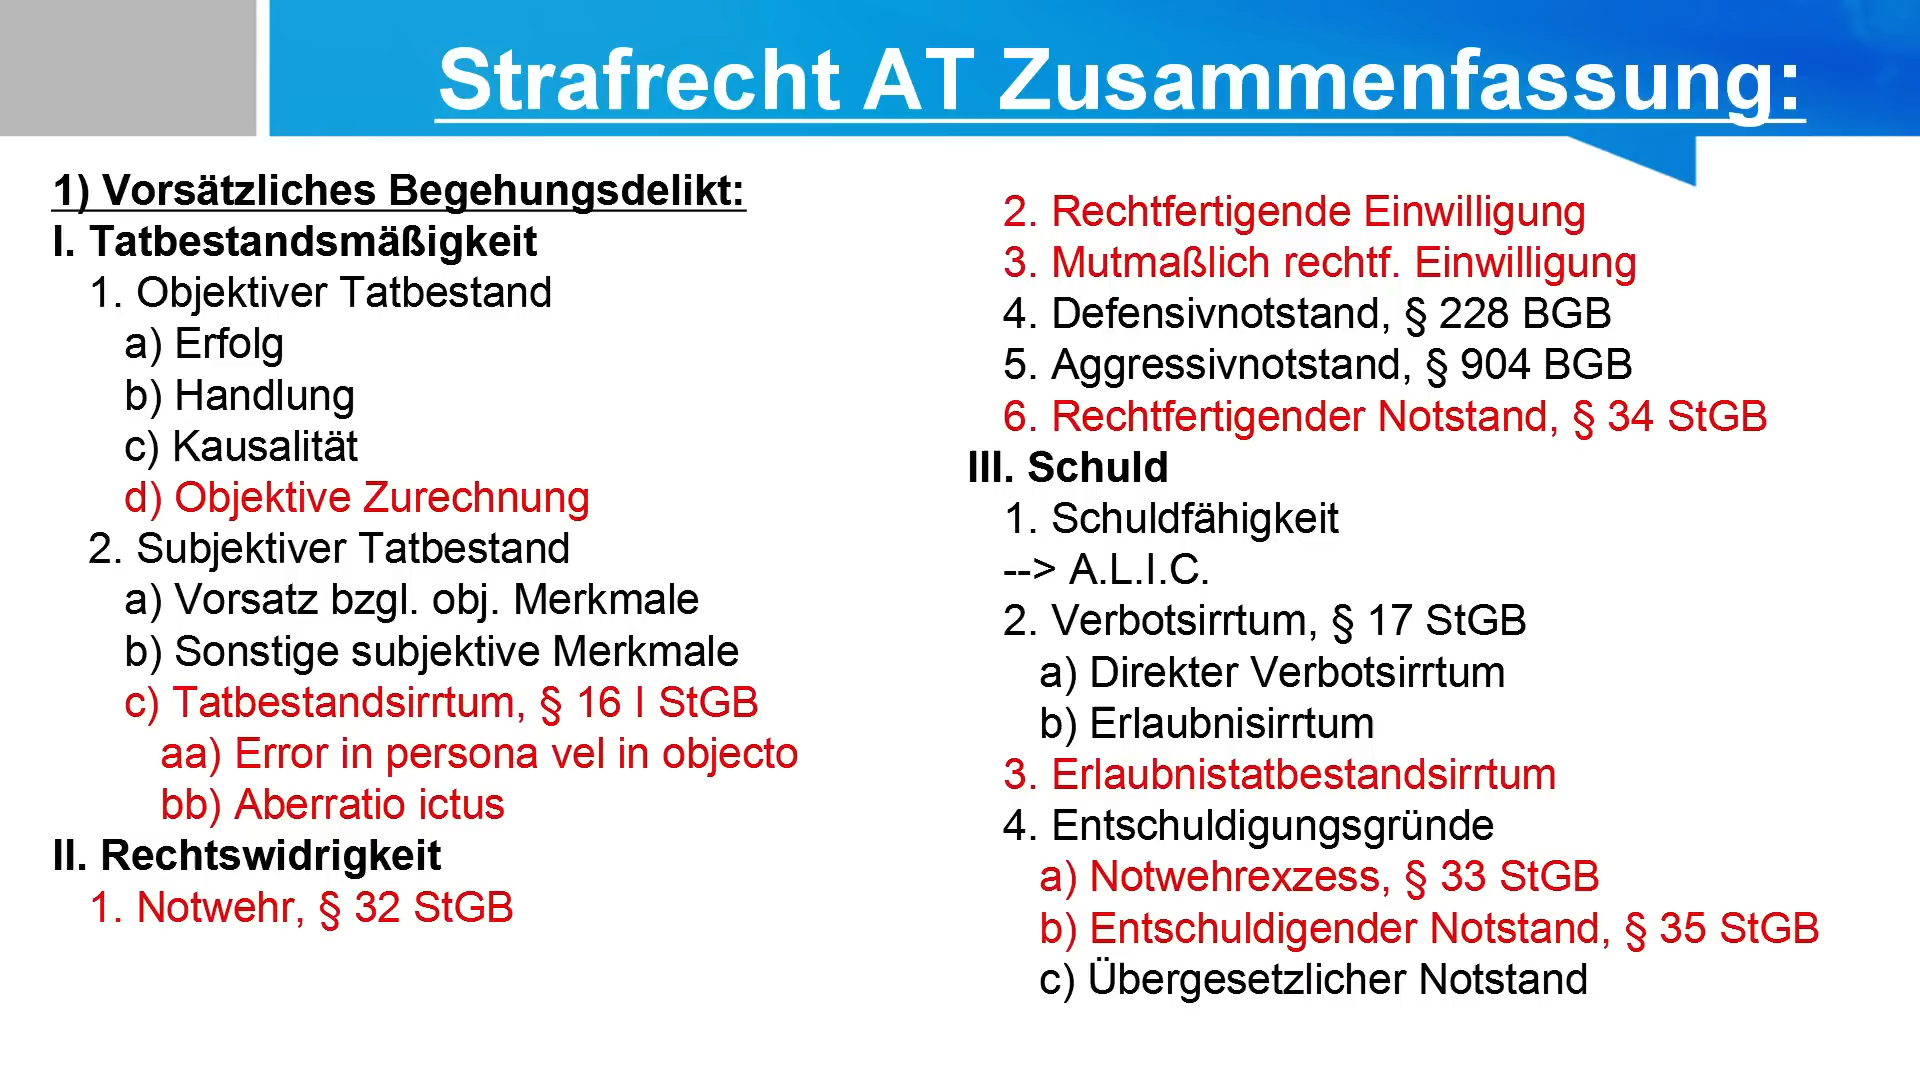 Strafrecht AT Zusammenfassung:
1) Vorsätzliches Begehungsdelikt:
I. Tatbestandsmäßigkeit
1. Objektiver Tatbestand
a) Erfolg
b) Handlung
c) Kausalität
d) Objektive Zurechnung
2. Subjektiver Tatbestand
a) Vorsatz bzgl. obj. Merkmale
b) Sonstige subjektive Merkmale
c) Tatbestandsirrtum, § 16 I StGB
aa) Error in persona vel in objecto
bb) Aberratio ictus
II. Rechtswidrigkeit
1. Notwehr, § 32 StGB
2. Rechtfertigende Einwilligung
3. Mutmaßlich rechtf. Einwilligung
4. Defensivnotstand, § 228 BGB
5. Aggressivnotstand, § 904 BGB
6. Rechtfertigender Notstand, § 34 StGB
III. Schuld
1. Schuldfähigkeit
--> A.L.I.C.
2. Verbotsirrtum, § 17 StGB
a) Direkter Verbotsirrtum
b) Erlaubnisirrtum
3. Erlaubnistatbestandsirrtum
4. Entschuldigungsgründe
a) Notwehrexzess, § 33 StGB
b) Entschuldigender Notstand, § 35 StGB
c) Übergesetzlicher Notstand